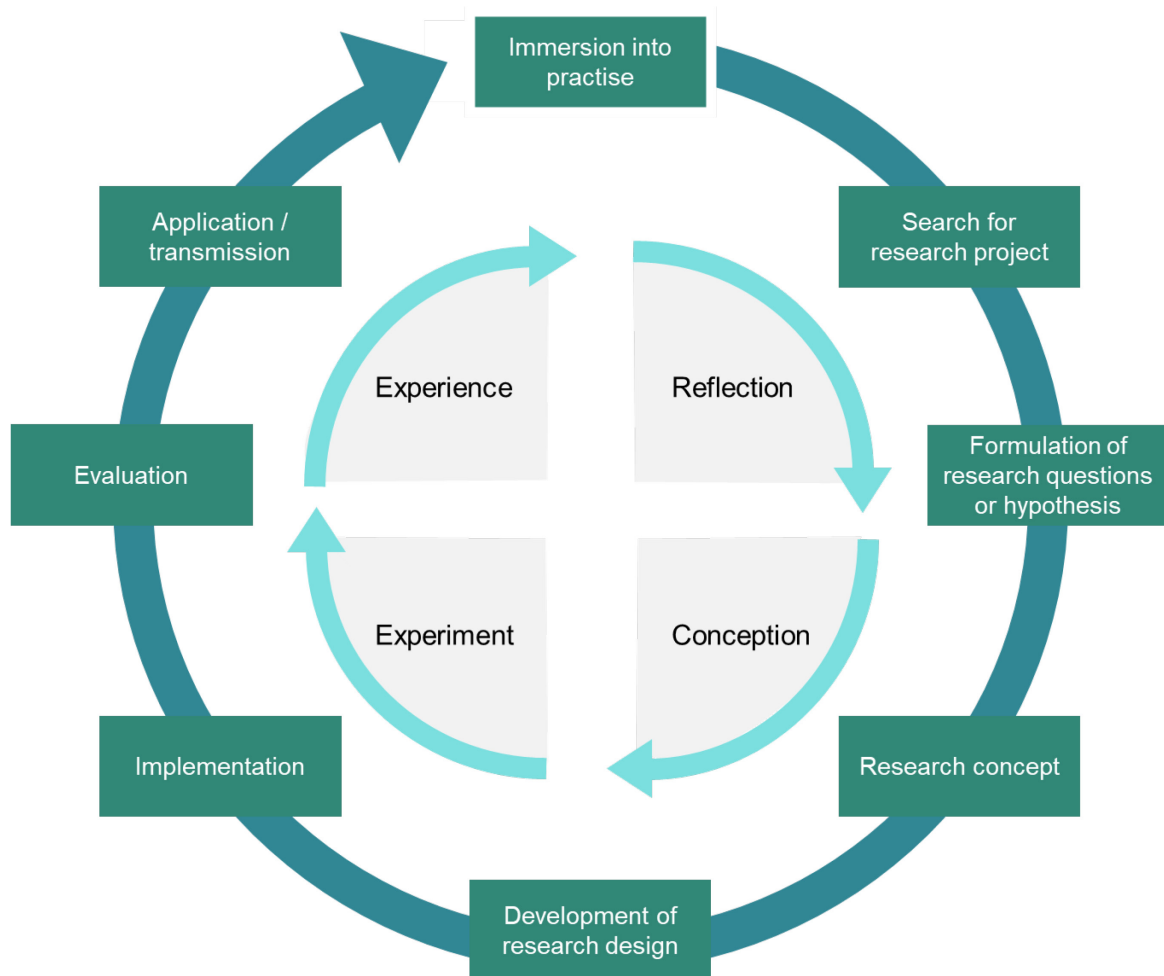 Immersion into
practise
Search for
research project
Formulation of
research questions
or hypothesis
Research concept
Development of
research design
Implementation
Evaluation
Application /
transmission
Experience
Reflection
Conception
Experiment